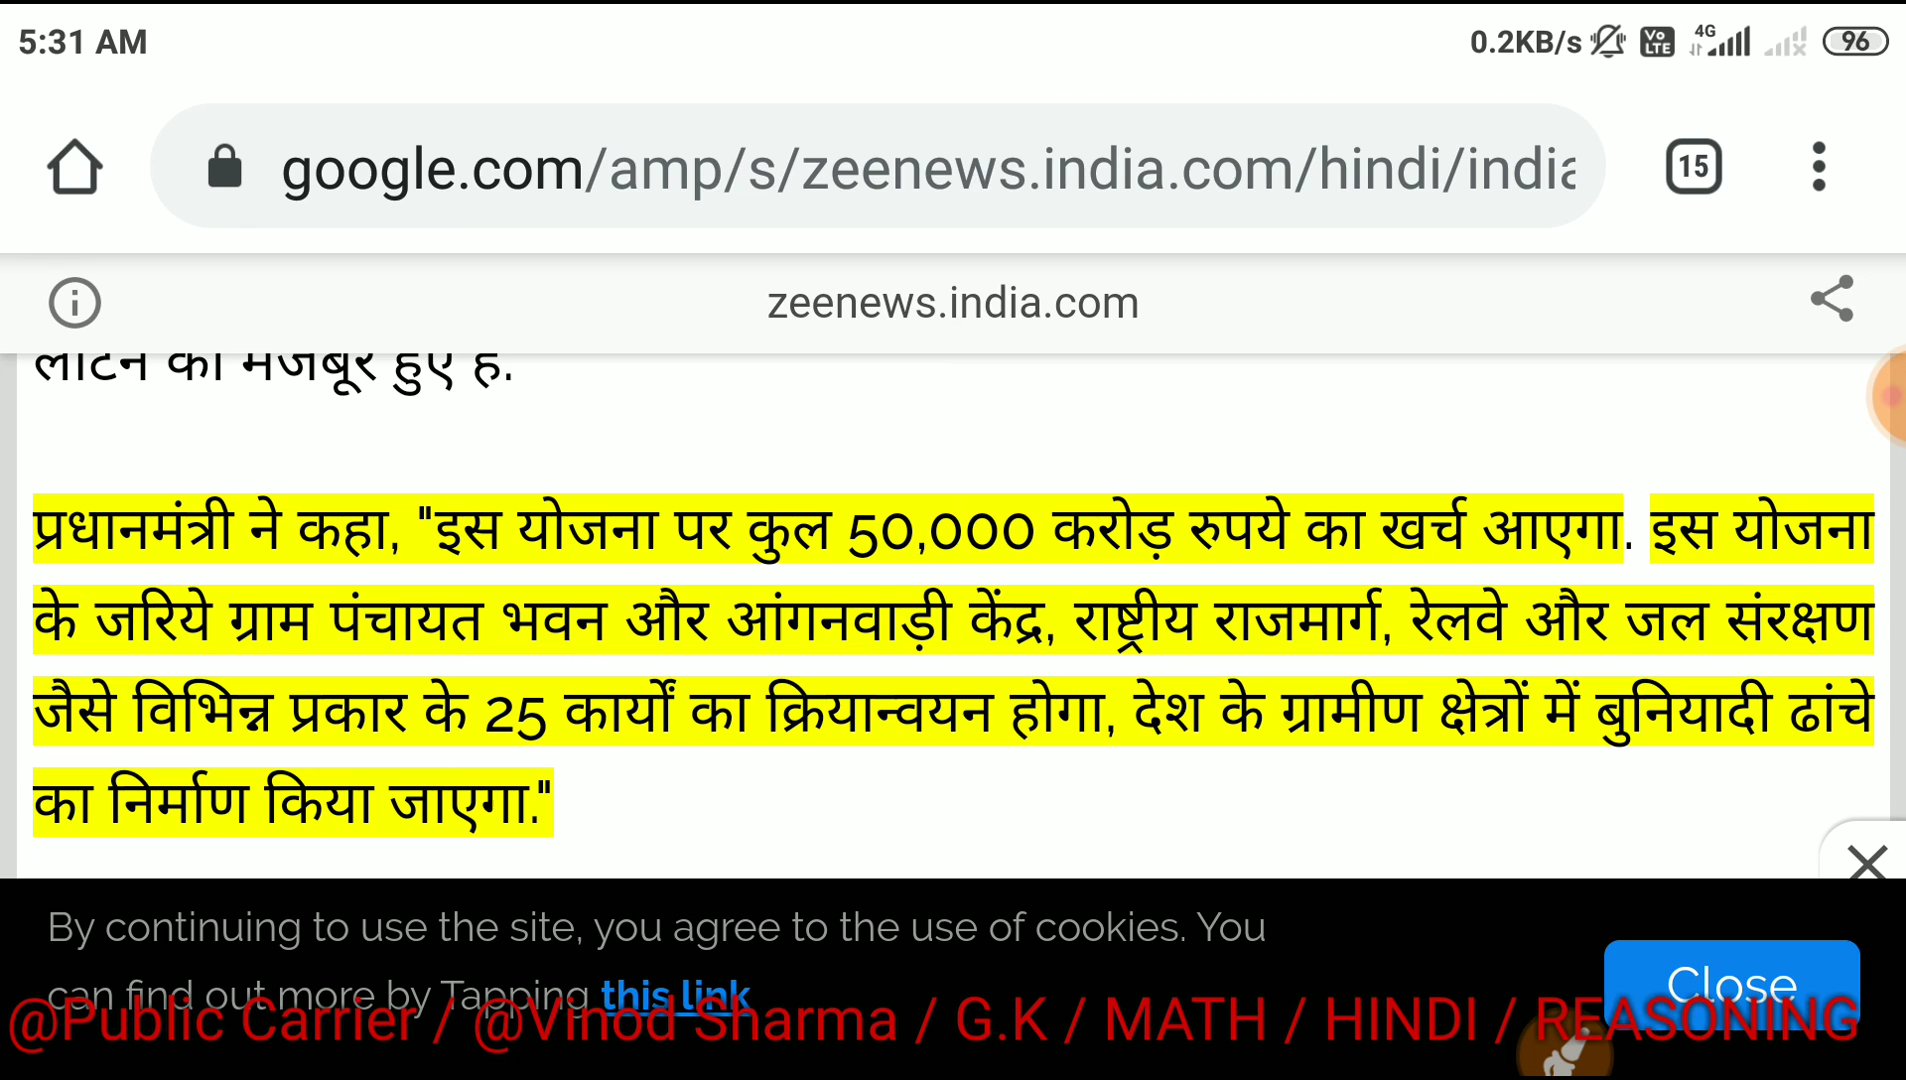 5:31 AM
0.2KB/s Vo LTE 4G 96
google.com/amp/s/zeenews.india.com/hindi/india
15
zeenews.india.com
लौटने को मजबूर हुए हैं.
प्रधानमंत्री ने कहा, "इस योजना पर कुल 50,000 करोड़ रुपये का खर्च आएगा. इस योजना
के जरिये ग्राम पंचायत भवन और आंगनवाड़ी केंद्र, राष्ट्रीय राजमार्ग, रेलवे और जल संरक्षण
जैसे विभिन्न प्रकार के 25 कार्यों का क्रियान्वयन होगा, देश के ग्रामीण क्षेत्रों में बुनियादी ढांचे
का निर्माण किया जाएगा."
By continuing to use the site, you agree to the use of cookies. You
can find out more by Tapping this link
Close
@Public Carrier / @Vinod Sharma / G.K / MATH / HINDI / REASONING